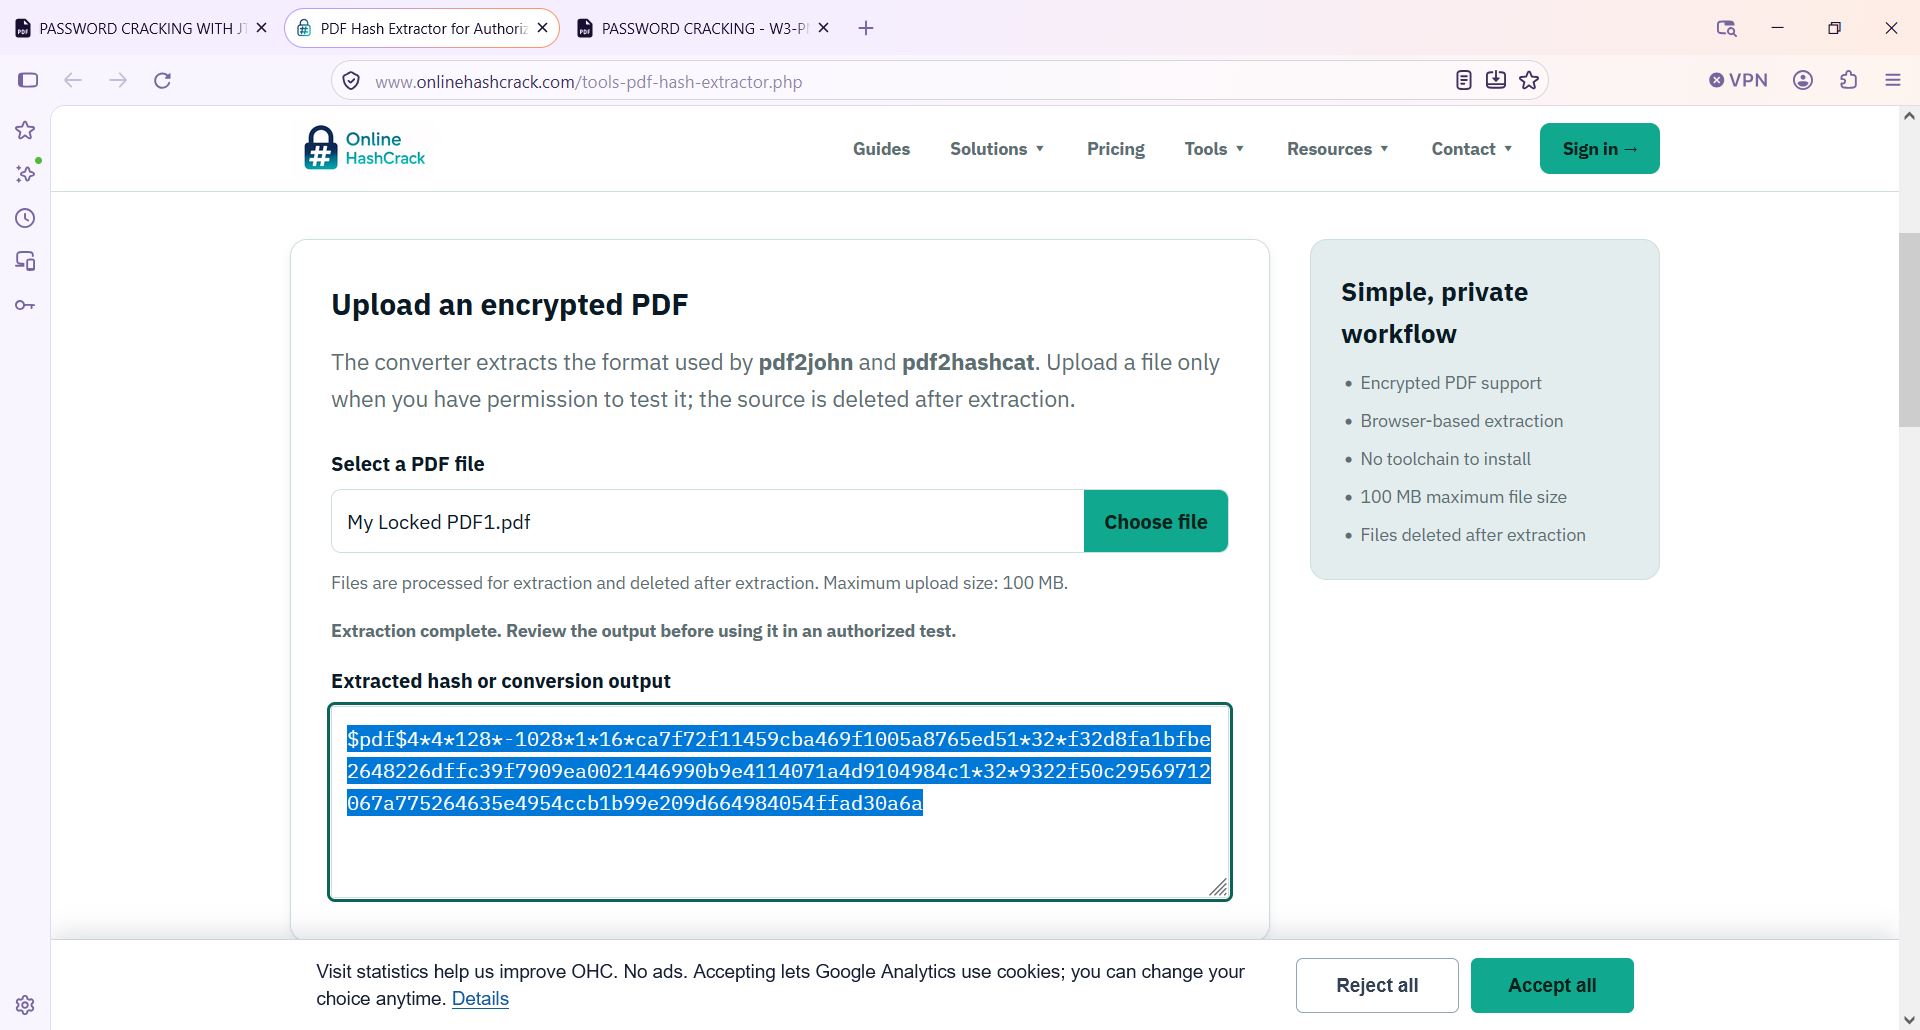 PASSWORD CRACKING WITH JT
PDF Hash Extractor for Authoriz
PASSWORD CRACKING - W3-P
www.onlinehashcrack.com/tools-pdf-hash-extractor.php
VPN
Online
HashCrack
Guides
Solutions
Pricing
Tools
Resources
Contact
Sign in →
Upload an encrypted PDF
The converter extracts the format used by pdf2john and pdf2hashcat. Upload a file only
when you have permission to test it; the source is deleted after extraction.
Select a PDF file
My Locked PDF1.pdf
Choose file
Files are processed for extraction and deleted after extraction. Maximum upload size: 100 MB.
Extraction complete. Review the output before using it in an authorized test.
Extracted hash or conversion output
$pdf$4*4*128*-1028*1*16*ca7f72f11459cba469f1005a8765ed51*32*f32d8fa1bfbe
2648226dffc39f7909ea0021446990b9e4114071a4d9104984c1*32*9322f50c29569712
067a775264635e4954ccb1b99e209d664984054ffad30a6a
Simple, private
workflow
• Encrypted PDF support
• Browser-based extraction
• No toolchain to install
• 100 MB maximum file size
• Files deleted after extraction
Visit statistics help us improve OHC. No ads. Accepting lets Google Analytics use cookies; you can change your
choice anytime. Details
Reject all
Accept all